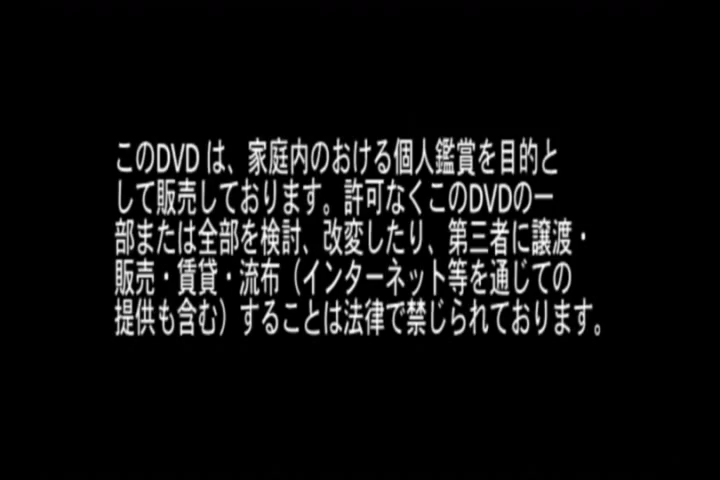 このDVD は、家庭内のおける個人鑑賞を目的と
して販売しております。許可なくこのDVDの一
部または全部を検討、改変したり、第三者に譲渡・
販売・賃貸・流布（インターネット等を通じての
提供も含む）することは法律で禁じられております。